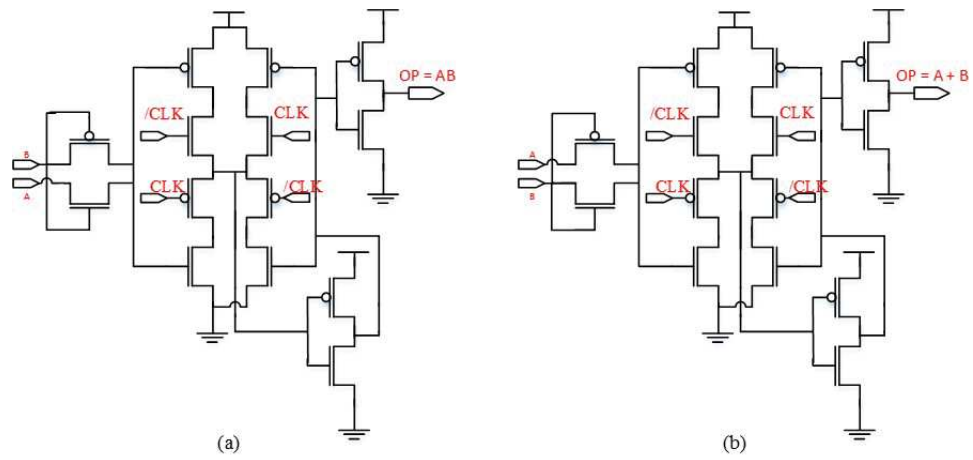 OP = AB
/CLK
CLK
B
A
CLK
/CLK
(a)
OP = A + B
/CLK
CLK
A
B
CLK
/CLK
(b)